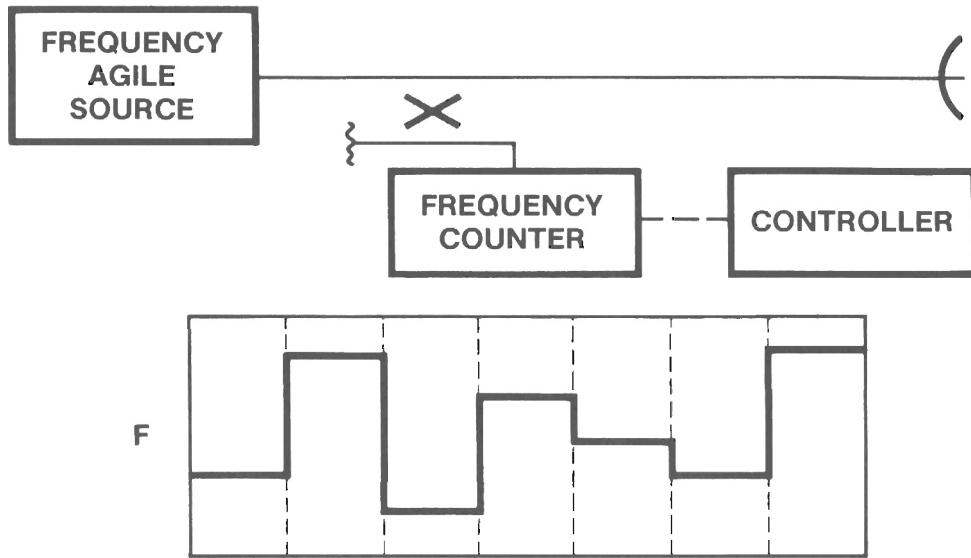 FREQUENCY
AGILE
SOURCE
FREQUENCY
COUNTER
CONTROLLER
F